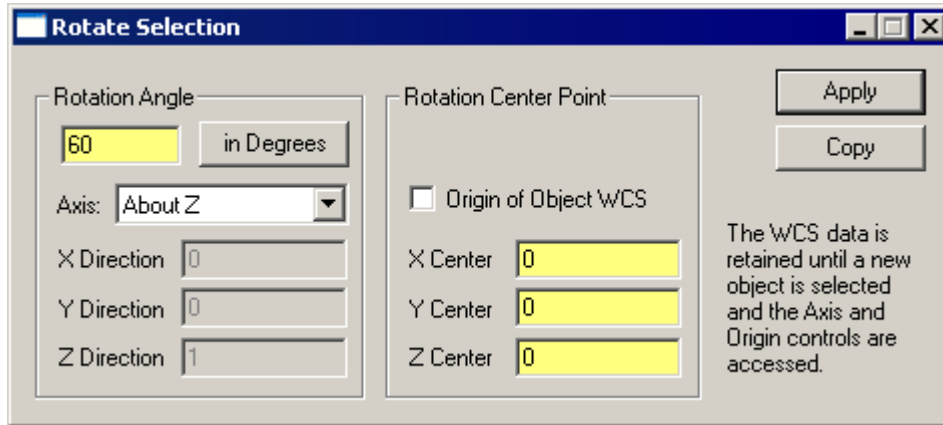 Rotate Selection
Rotation Angle
60
in Degrees
Axis: About Z
X Direction 0
Y Direction 0
Z Direction 1
Rotation Center Point
Origin of Object WCS
X Center 0
Y Center 0
Z Center 0
Apply
Copy
The WCS data is
retained until a new
object is selected
and the Axis and
Origin controls are
accessed.